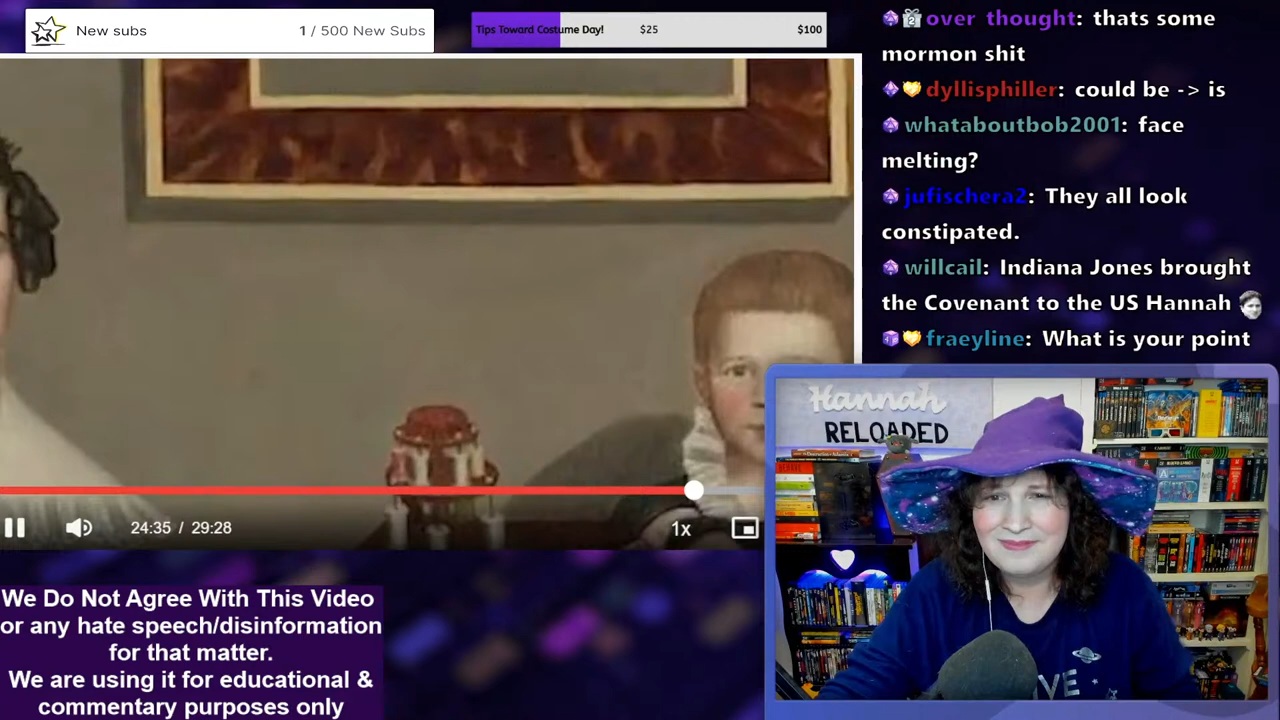 New subs 1 / 500 New Subs
Tips Toward Costume Day! $25 $100
over thought: thats some
mormon shit
dyllisphiller: could be -> is
whataboutbob2001: face
melting?
jufischera2: They all look
constipated.
willcail: Indiana Jones brought
the Covenant to the US Hannah
fraeyline: What is your point
Hannah
RELOADED
24:35 / 29:28 1x
We Do Not Agree With This Video
or any hate speech/disinformation
for that matter.
We are using it for educational &
commentary purposes only